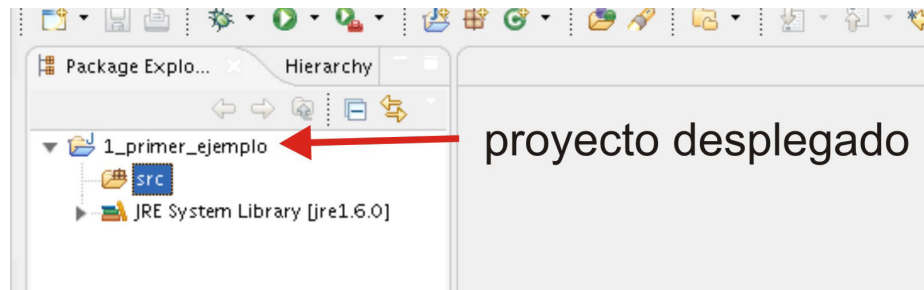 Package Explo... Hierarchy
1_primer_ejemplo
proyecto desplegado
src
JRE System Library [jre1.6.0]